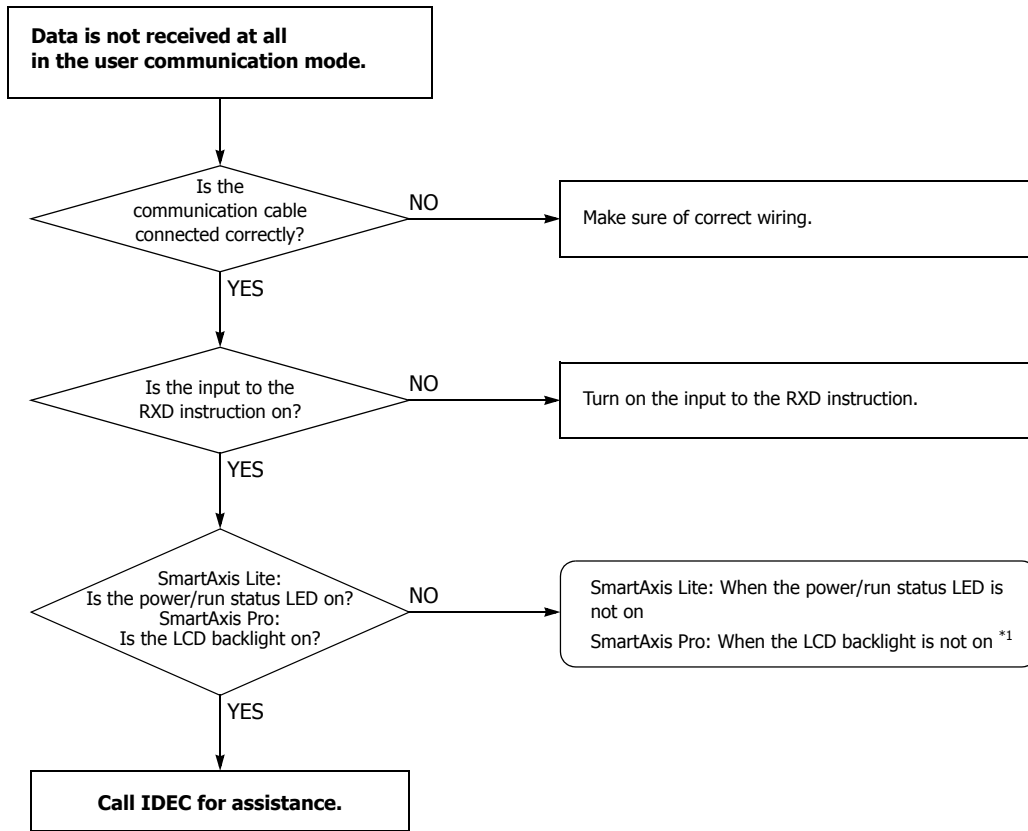 Data is not received at all
in the user communication mode.
Is the
communication cable
connected correctly?
NO
Make sure of correct wiring.
YES
Is the input to the
RXD instruction on?
NO
Turn on the input to the RXD instruction.
YES
SmartAxis Lite:
Is the power/run status LED on?
SmartAxis Pro:
Is the LCD backlight on?
NO
SmartAxis Lite: When the power/run status LED is
not on
SmartAxis Pro: When the LCD backlight is not on *1
YES
Call IDEC for assistance.